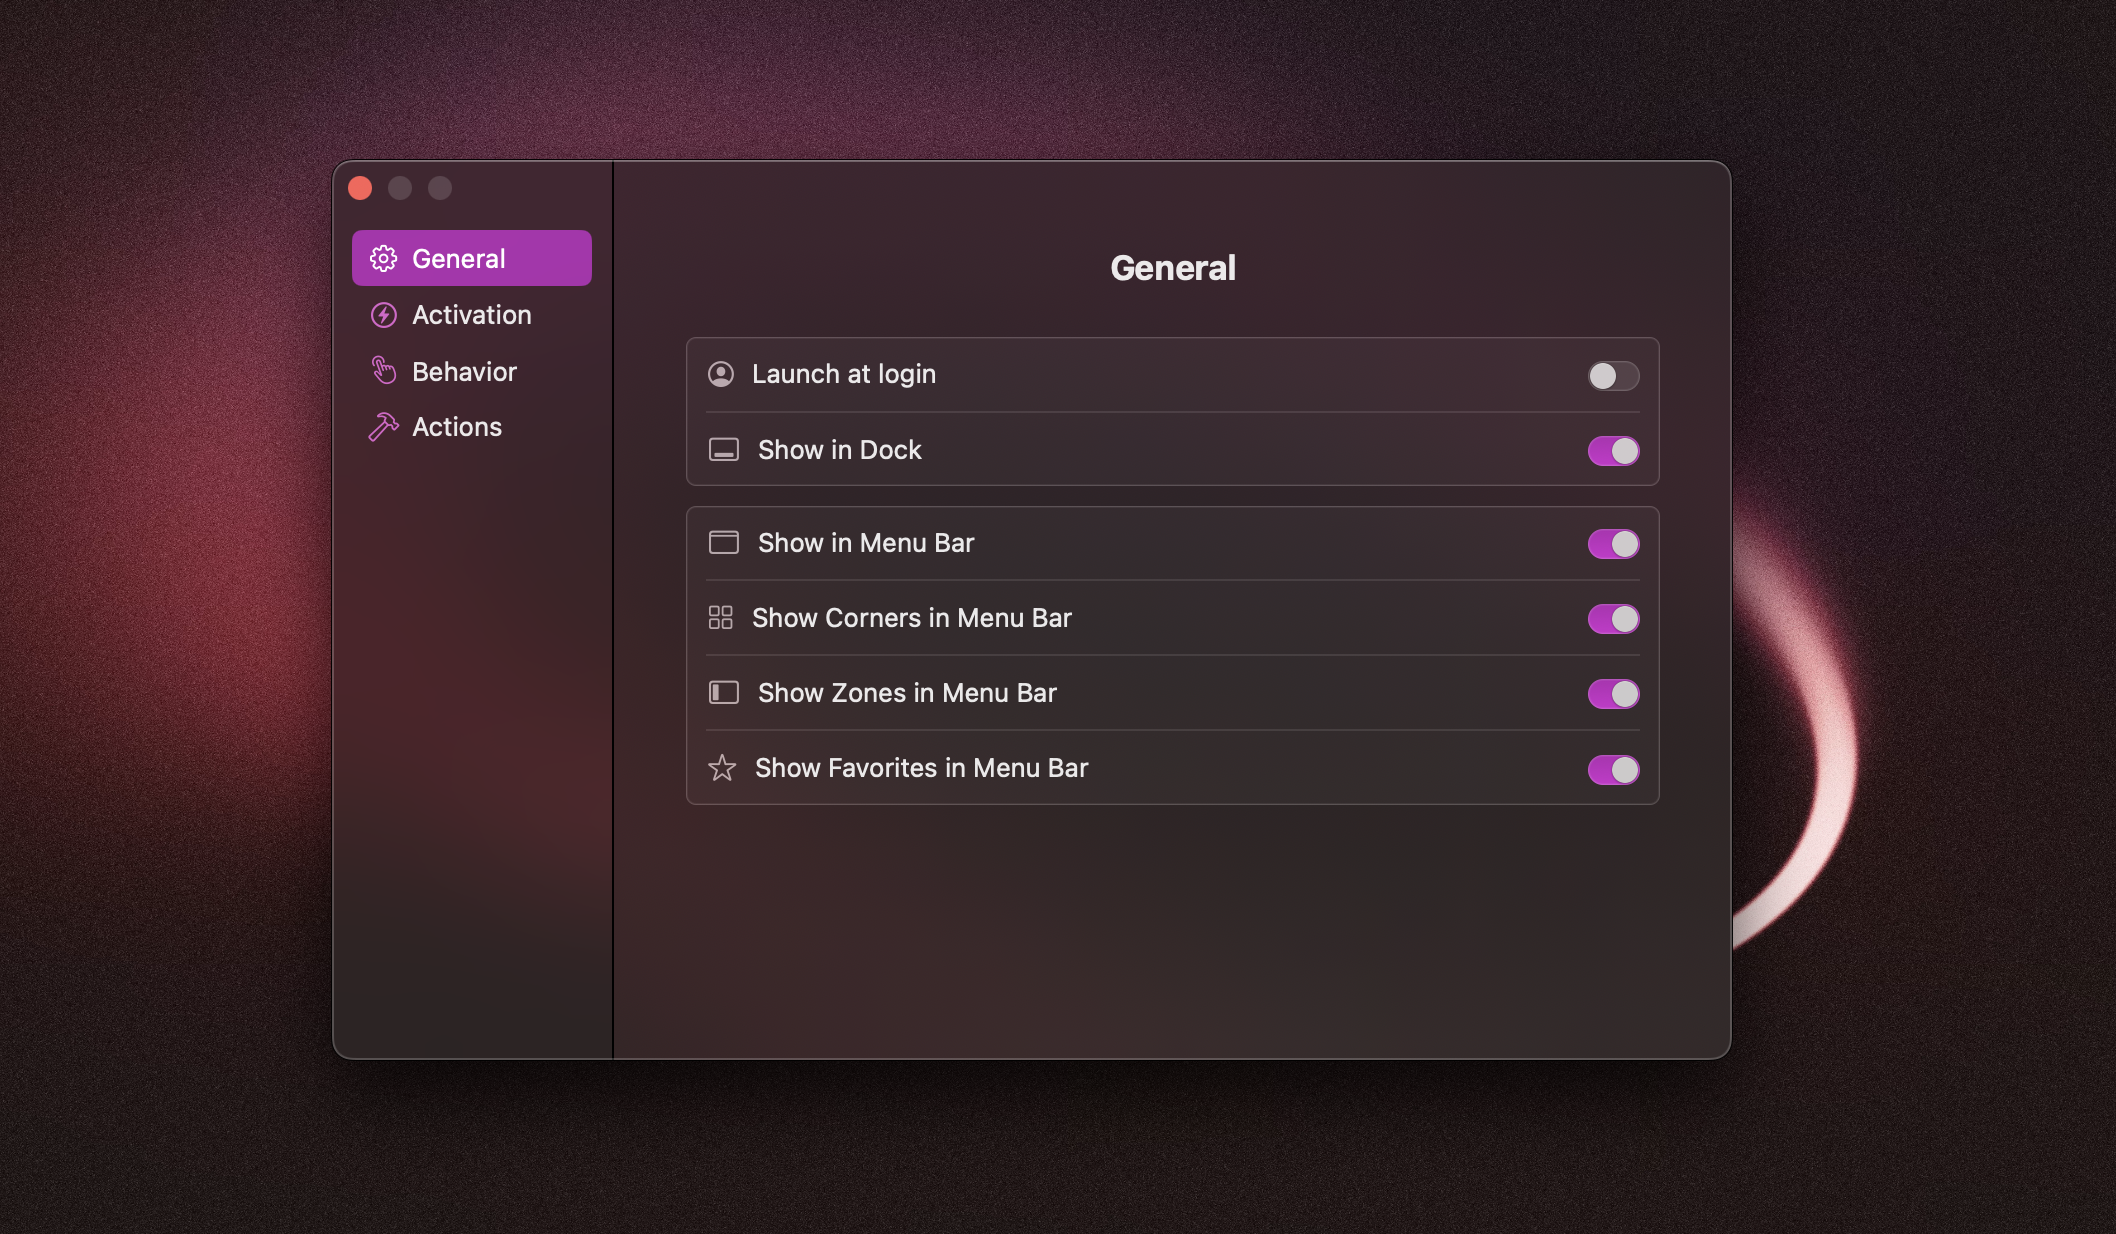 General
Activation
Behavior
Actions
General
Launch at login
Show in Dock
Show in Menu Bar
Show Corners in Menu Bar
Show Zones in Menu Bar
Show Favorites in Menu Bar